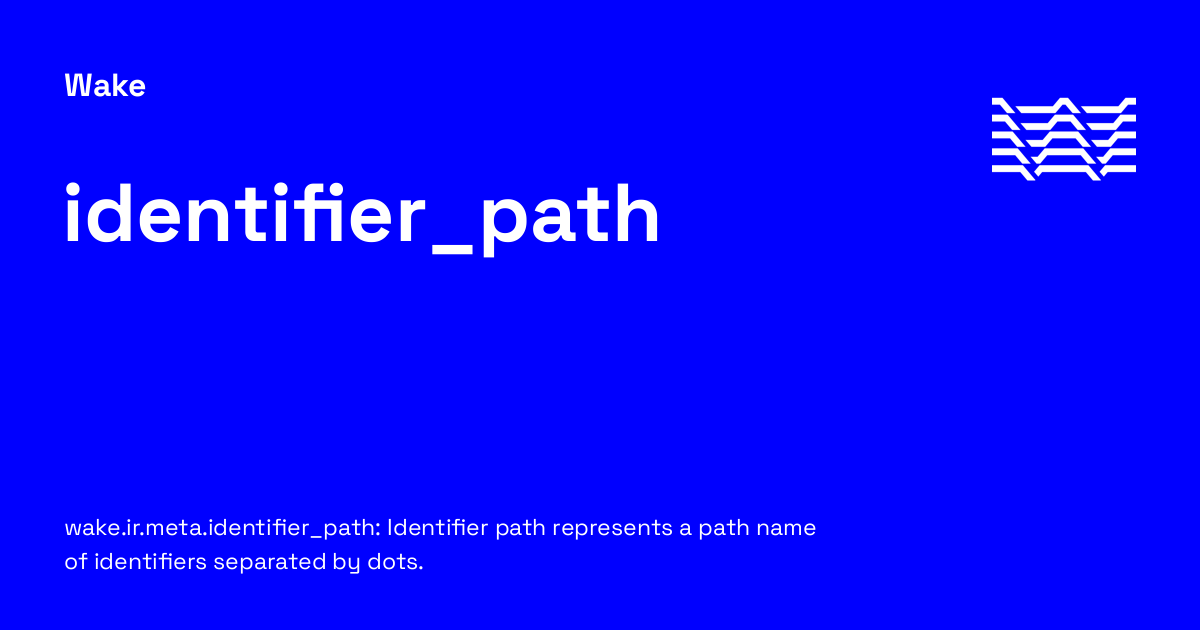 Wake
identifier_path
wake.ir.meta.identifier_path: Identifier path represents a path name
of identifiers separated by dots.